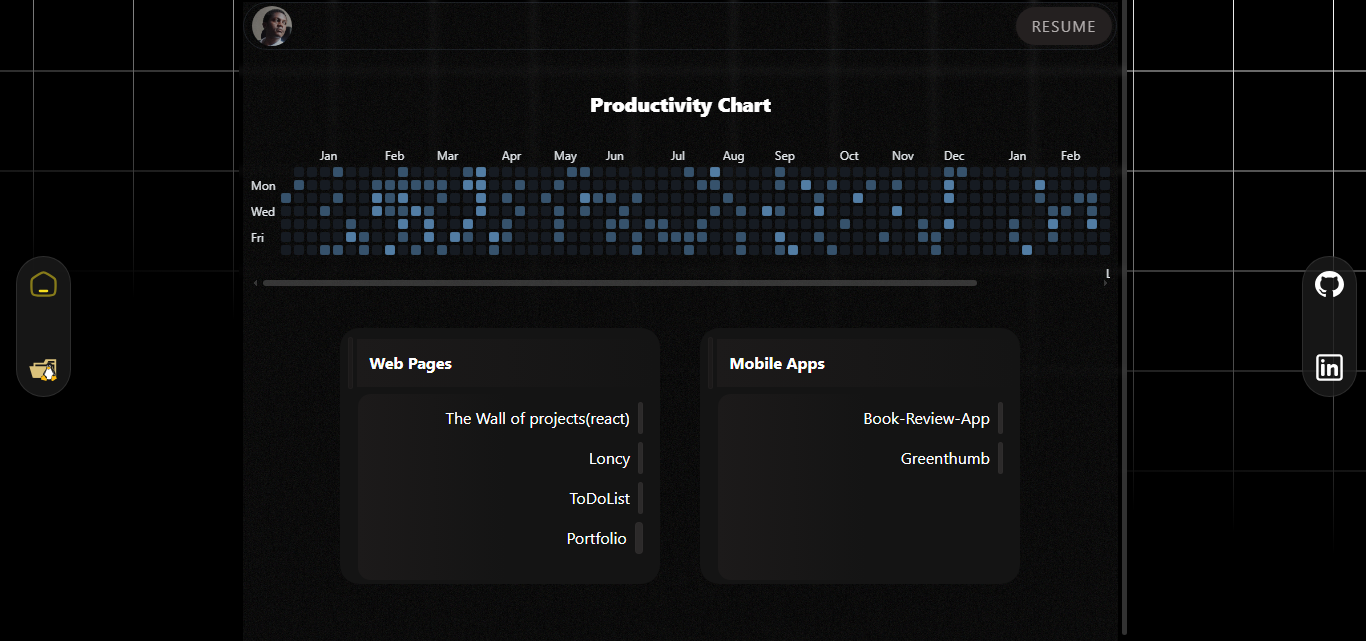 RESUME
Productivity Chart
Jan Feb Mar Apr May Jun Jul Aug Sep Oct Nov Dec Jan Feb
Mon
Wed
Fri
L
Web Pages
The Wall of projects(react)
Loncy
ToDoList
Portfolio
Mobile Apps
Book-Review-App
Greenthumb
in